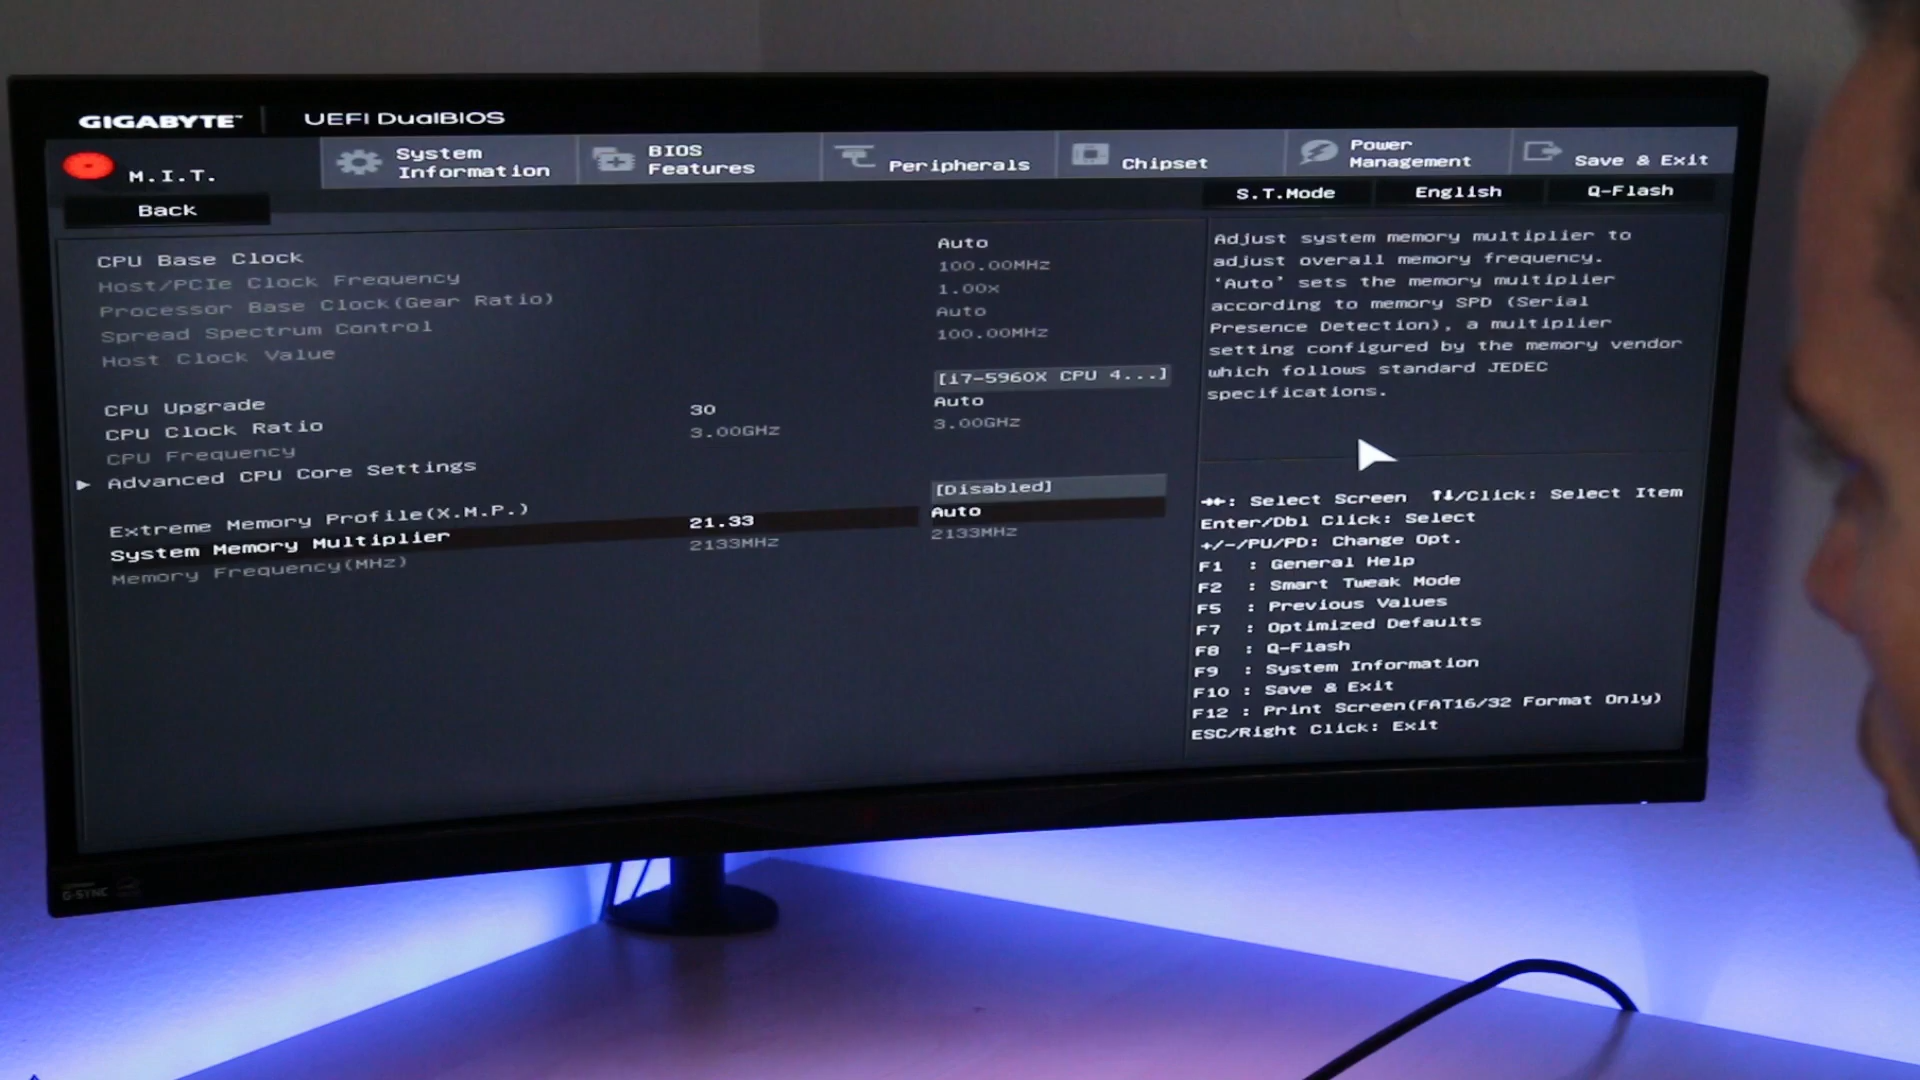 GIGABYTE™ UEFI DualBIOS
M.I.T. System Information BIOS Features Peripherals Chipset Power Management Save & Exit
Back S.T.Mode English Q-Flash
CPU Base Clock Auto
Host/PCIe Clock Frequency 100.00MHz
Processor Base Clock(Gear Ratio) 1.00x
Spread Spectrum Control Auto
Host Clock Value 100.00MHz
CPU Upgrade [i7-5960X CPU 4...]
CPU Clock Ratio 30 Auto
CPU Frequency 3.00GHz 3.00GHz
Advanced CPU Core Settings
Extreme Memory Profile(X.M.P.) [Disabled]
System Memory Multiplier 21.33 Auto
Memory Frequency(MHz) 2133MHz 2133MHz
Adjust system memory multiplier to
adjust overall memory frequency.
'Auto' sets the memory multiplier
according to memory SPD (Serial
Presence Detection), a multiplier
setting configured by the memory vendor
which follows standard JEDEC
specifications.
→←: Select Screen ↑↓/Click: Select Item
Enter/Dbl Click: Select
+/-/PU/PD: Change Opt.
F1 : General Help
F2 : Smart Tweak Mode
F5 : Previous Values
F7 : Optimized Defaults
F8 : Q-Flash
F9 : System Information
F10 : Save & Exit
F12 : Print Screen(FAT16/32 Format Only)
ESC/Right Click: Exit
G-SYNC